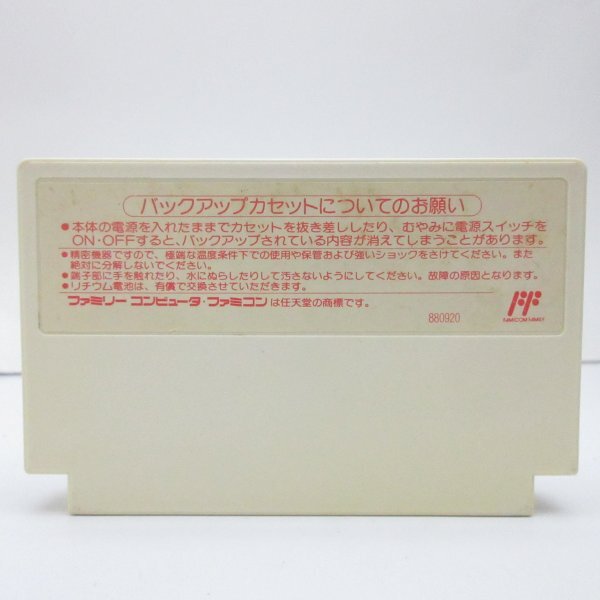 バックアップカセットについてのお願い
●本体の電源を入れたままでカセットを抜き差ししたり、むやみに電源スイッチを
ON・OFFすると、バックアップされている内容が消えてしまうことがあります。
●精密機器ですので、極端な温度条件下での使用や保管および強いショックをさけてください。また
絶対に分解しないでください。
●端子部に手を触れたり、水にぬらしたりして汚さないようにしてください。故障の原因となります。
●リチウム電池は、有償で交換させていただきます。
ファミリーコンピュータ・ファミコンは任天堂の商標です。
880920
FAMICOM FAMILY